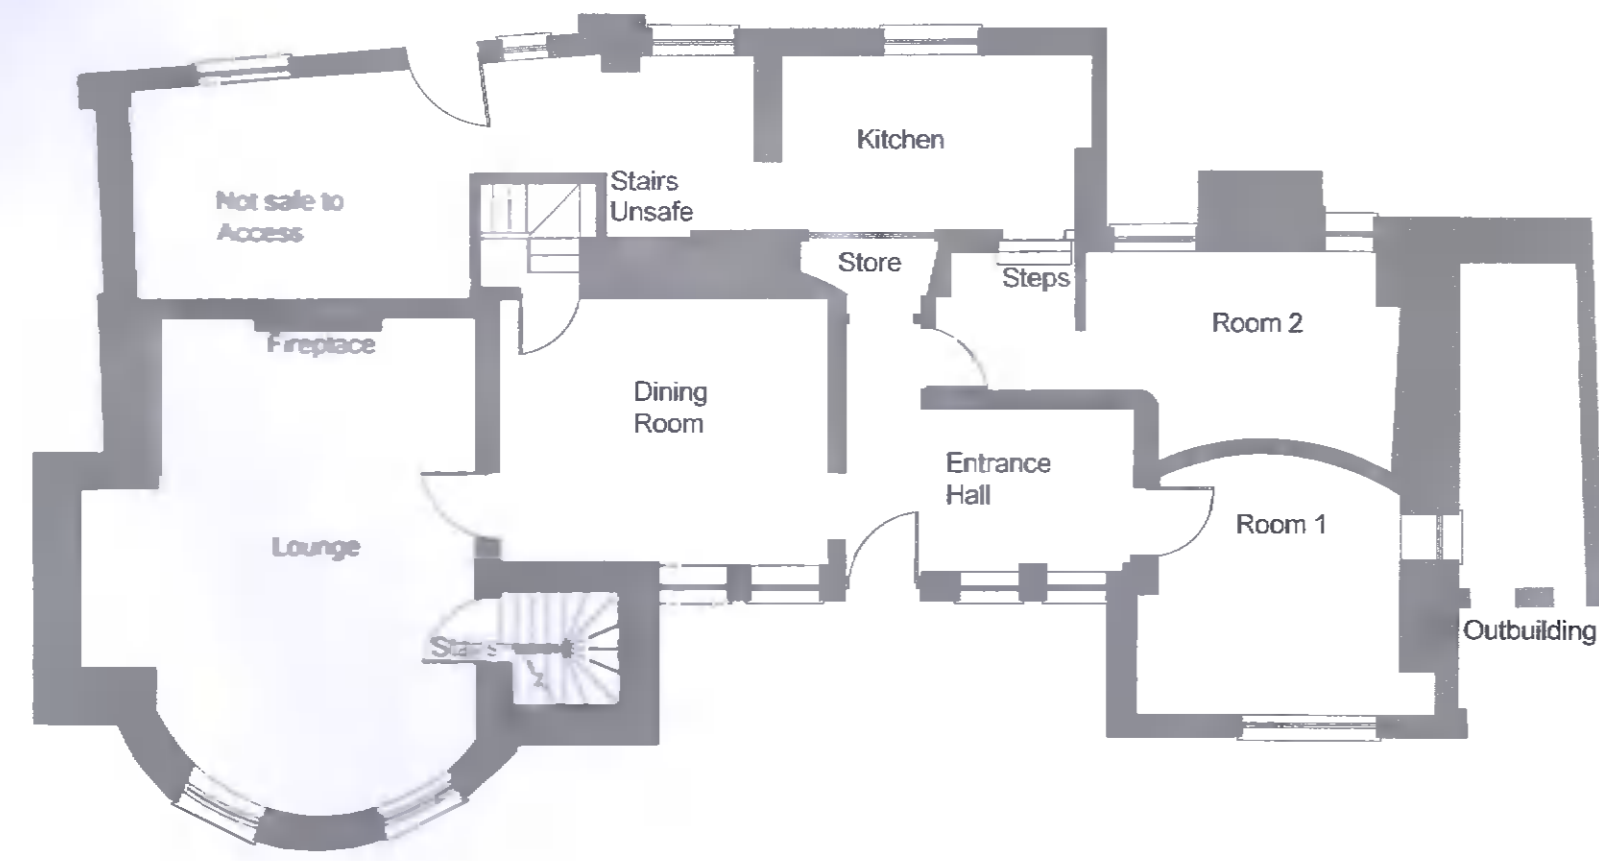 Kitchen
Stairs
Unsafe
Not safe to
Access
Store
Steps
Room 2
Fireplace
Dining
Room
Entrance
Hall
Room 1
Lounge
Outbuilding
Stairs